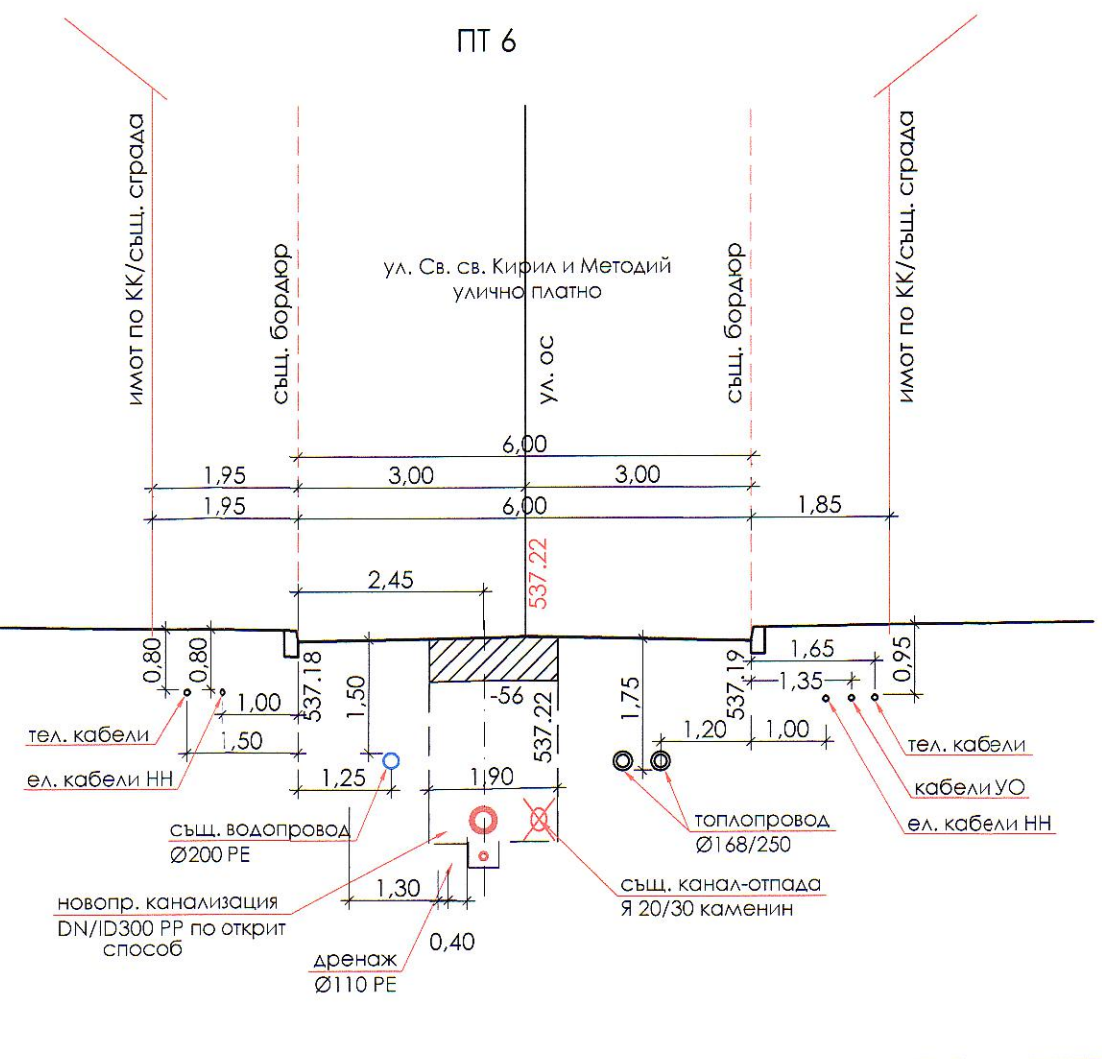 ПТ 6
имот по КК/същ. сграда
същ. бордюр
ул. Св. св. Кирил и Методий
улично платно
ул. ос
същ. бордюр
имот по КК/същ. сграда
6,00
1,95
3,00
3,00
1,95
6,00
1,85
537.22
2,45
0,80
0,80
537.18
1,50
-56
537.22
1,75
537.19
1,65
0,95
1,35
1,00
1,50
1,20
1,00
тел. кабели
ел. кабели НН
1,25
1,90
тел. кабели
кабели УО
ел. кабели НН
същ. водопровод
Ø200 PE
топлопровод
Ø168/250
1,30
0,40
същ. канал-отпада
Я 20/30 каменин
новопр. канализация
DN/ID300 PP по открит
способ
дренаж
Ø110 PE